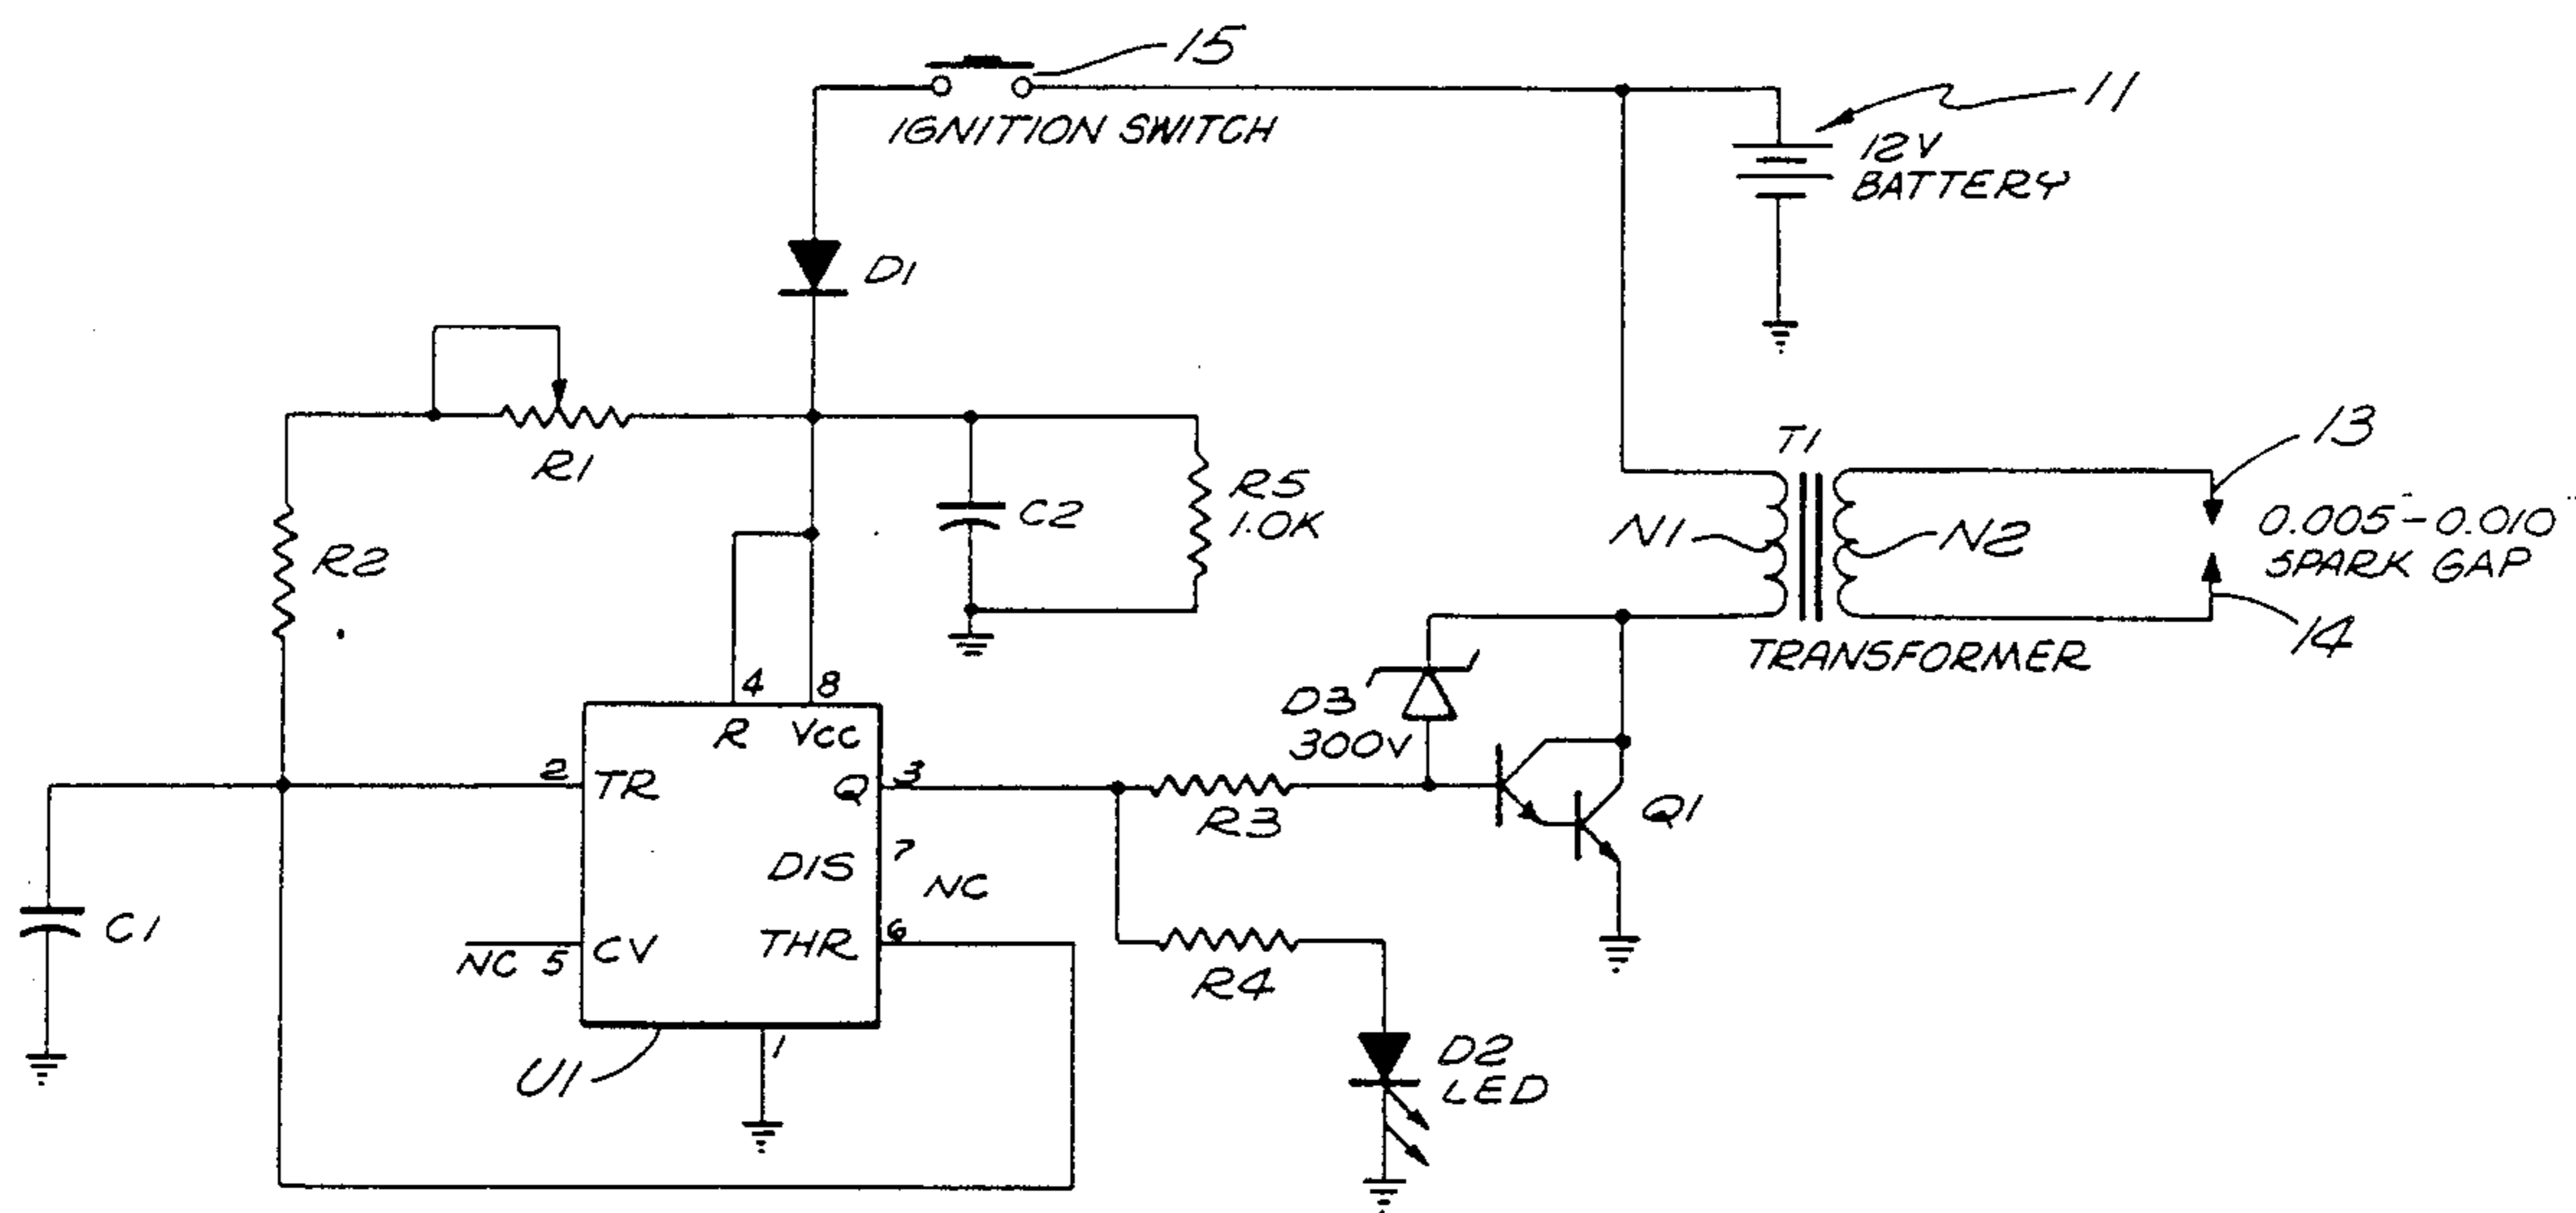 15
IGNITION SWITCH
11
12V
BATTERY
D1
R1
R2
C2
R5
1.0K
T1
N1
N2
13
0.005-0.010
SPARK GAP
14
TRANSFORMER
4
8
R
VCC
D3
300V
2
TR
Q
3
R3
Q1
7
DIS
NC
C1
NC 5
CV
THR
6
R4
U1
1
D2
LED